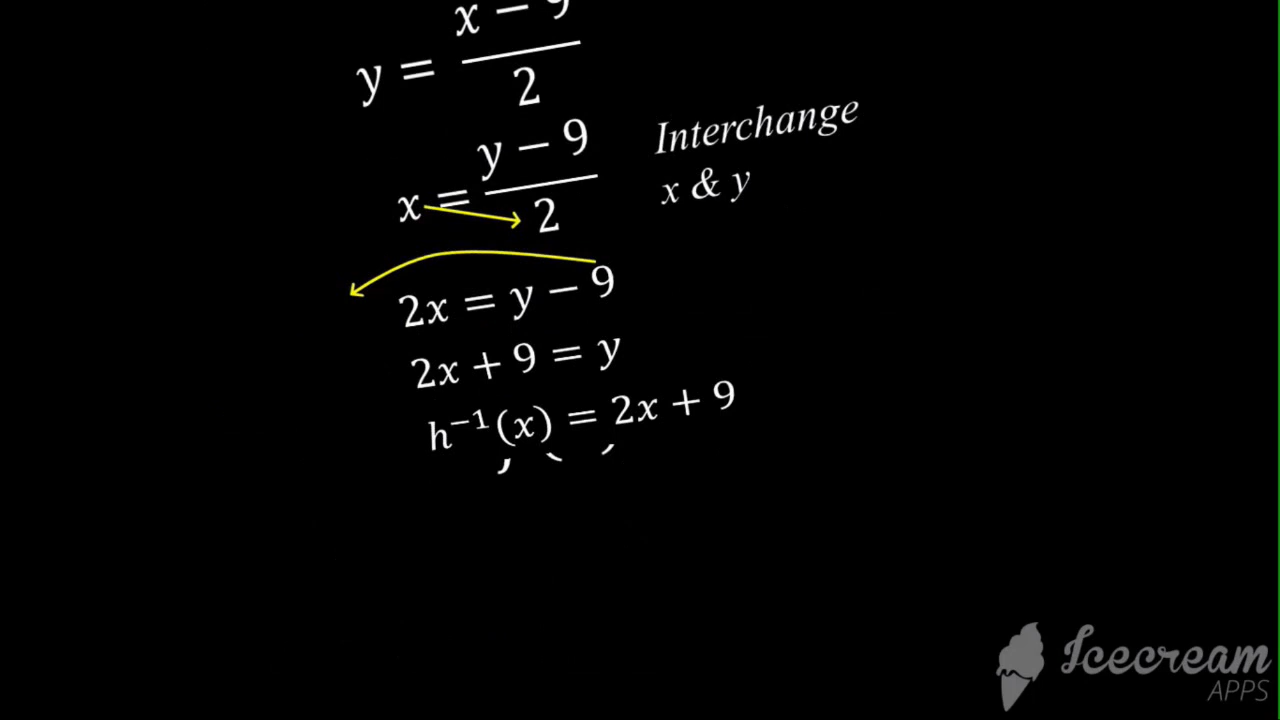 y = x − 9
2
x = y − 9
2
Interchange
x & y
2x = y − 9
2x + 9 = y
h⁻¹(x) = 2x + 9
Icecream
APPS